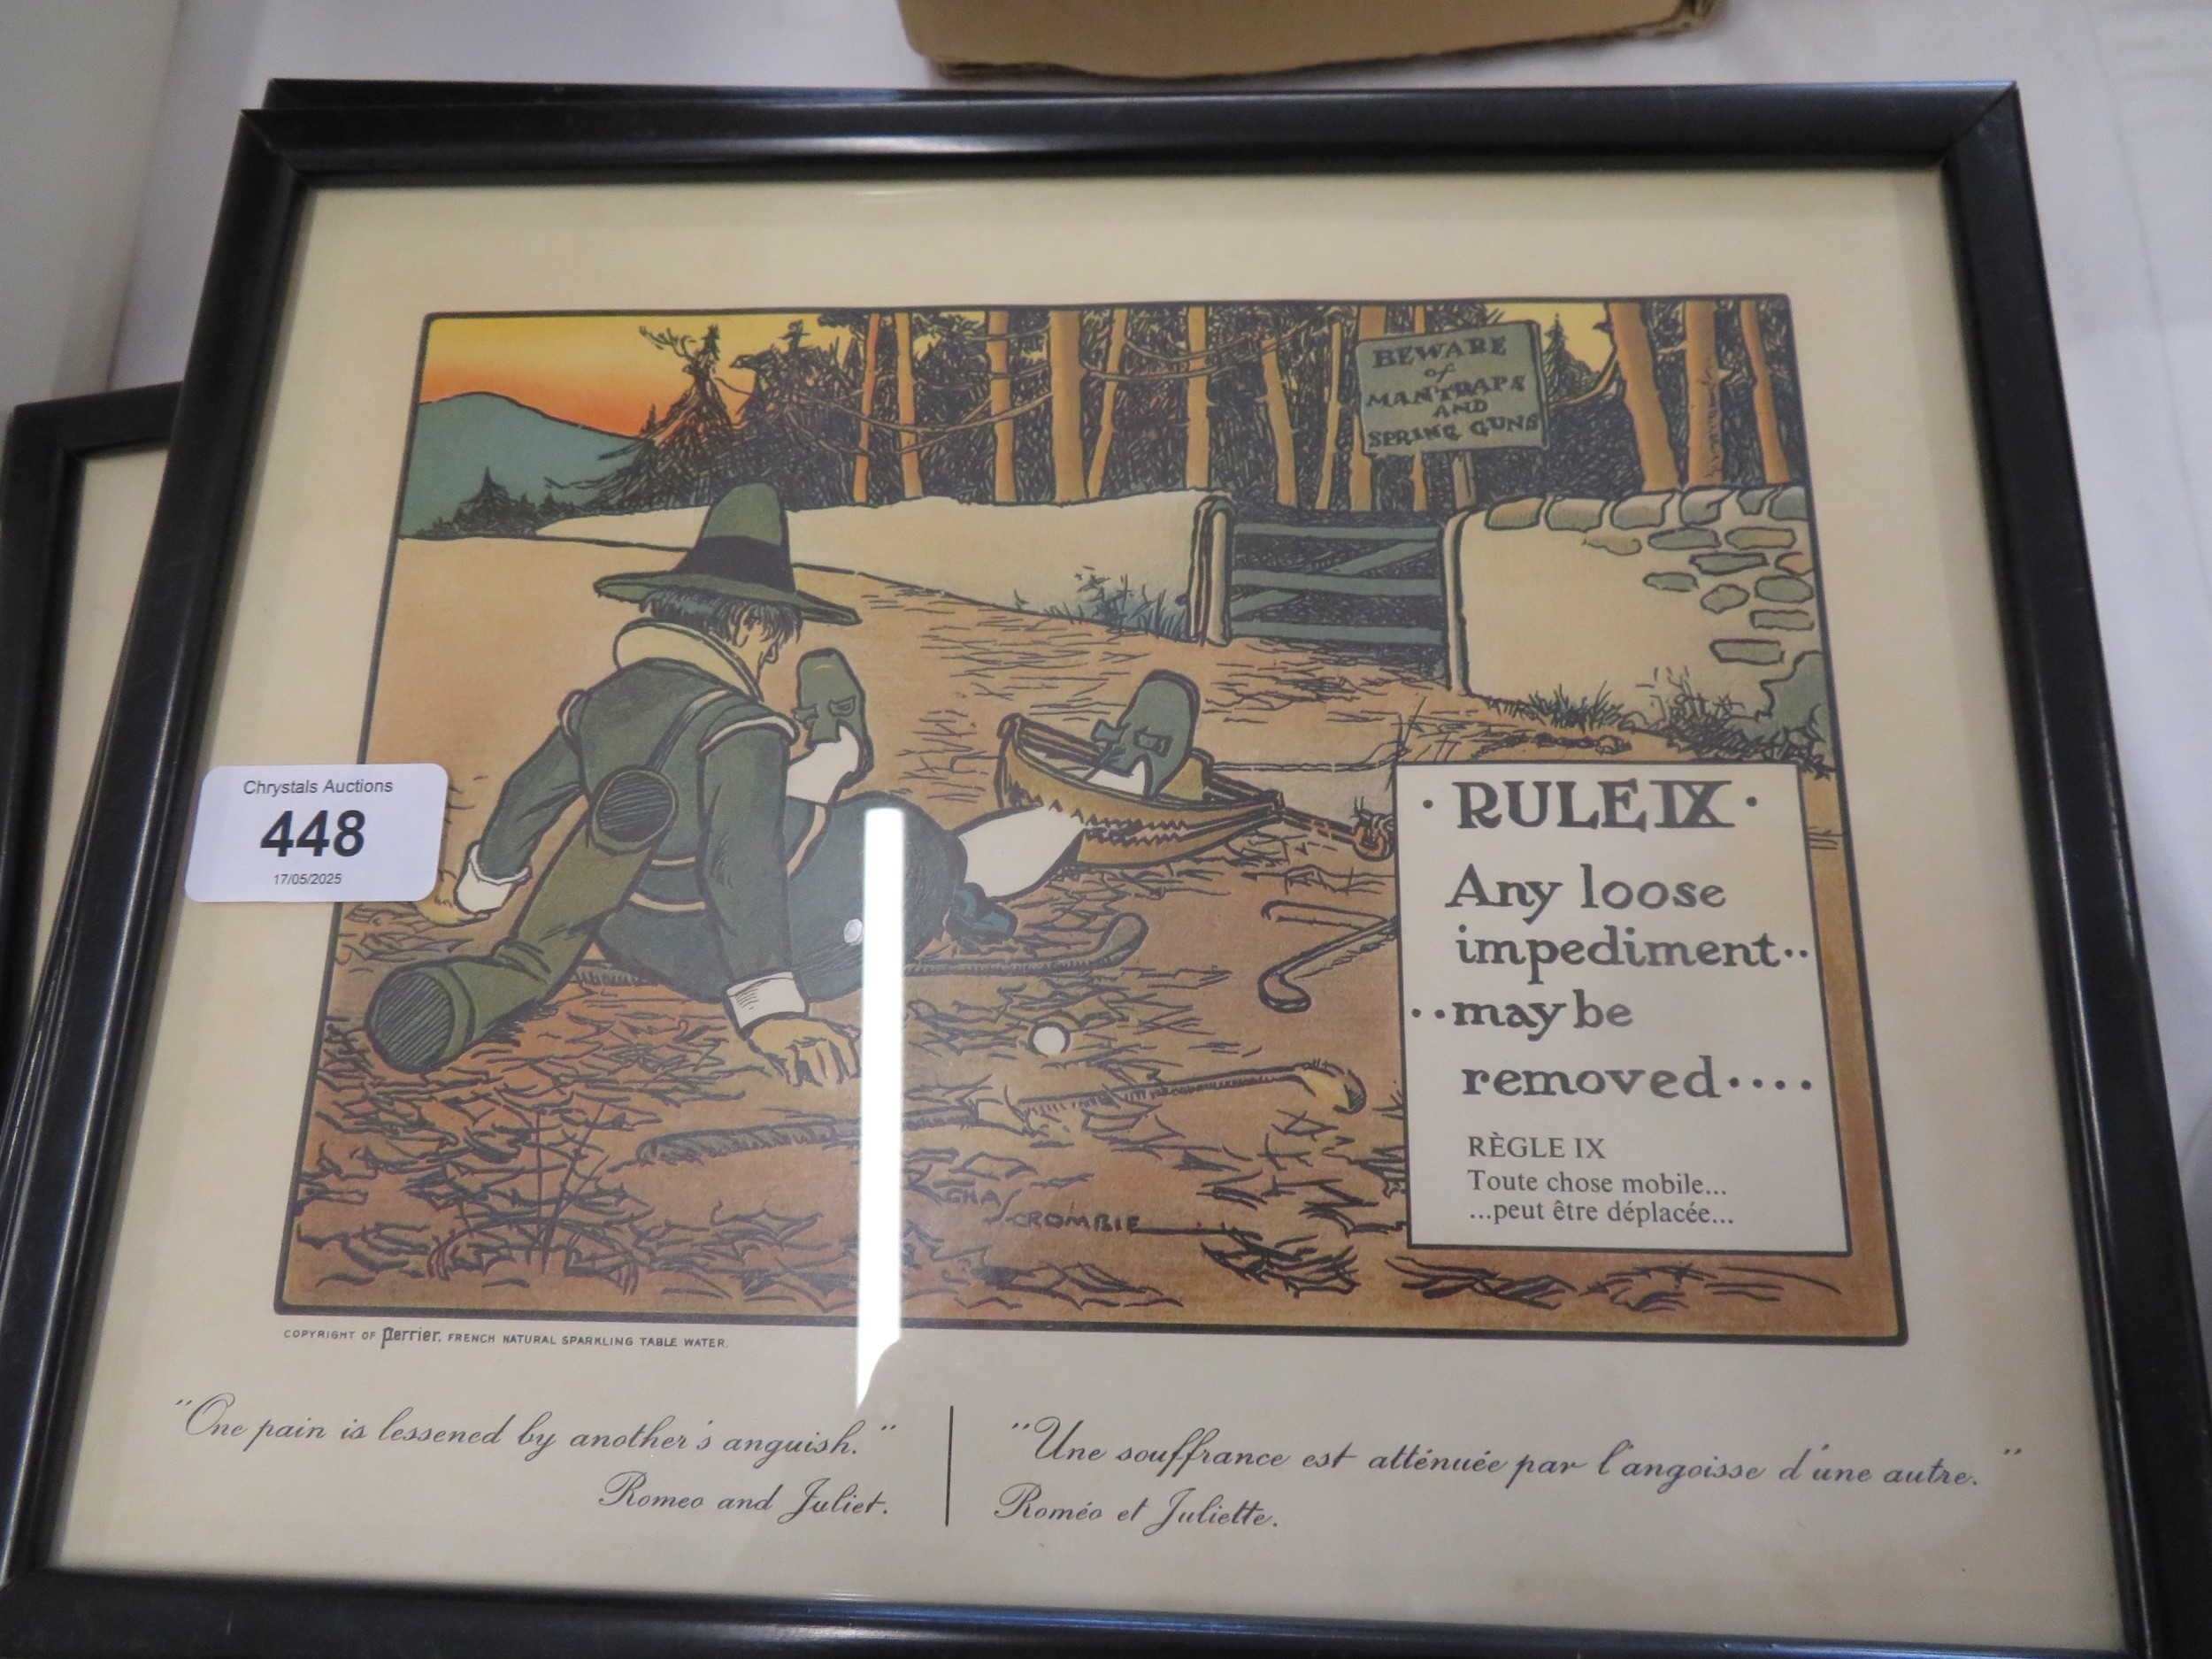 BEWARE
of
MANTRAPS
AND
SPRING GUNS
Chrystals Auctions
448
17/05/2025
· RULE IX ·
Any loose
impediment..
..may be
removed....
RÈGLE IX
Toute chose mobile...
...peut être déplacée...
CHAS
CROMBIE
COPYRIGHT OF Perrier, FRENCH NATURAL SPARKLING TABLE WATER.
"One pain is lessened by another's anguish."
Romeo and Juliet.
"Une souffrance est atténuée par l'angoisse d'une autre."
Roméo et Juliette.